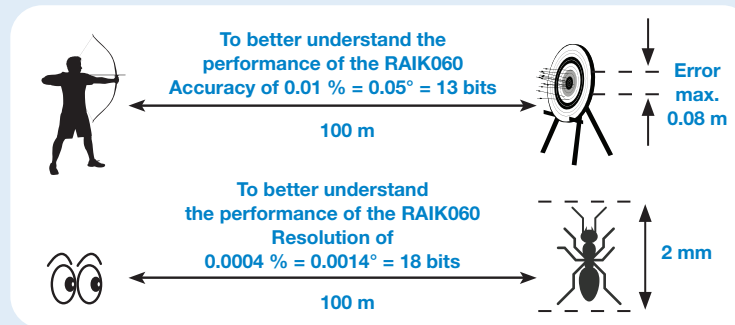 To better understand the
performance of the RAIK060
Accuracy of 0.01 % = 0.05° = 13 bits
100 m
Error
max.
0.08 m
To better understand
the performance of the RAIK060
Resolution of
0.0004 % = 0.0014° = 18 bits
100 m
2 mm